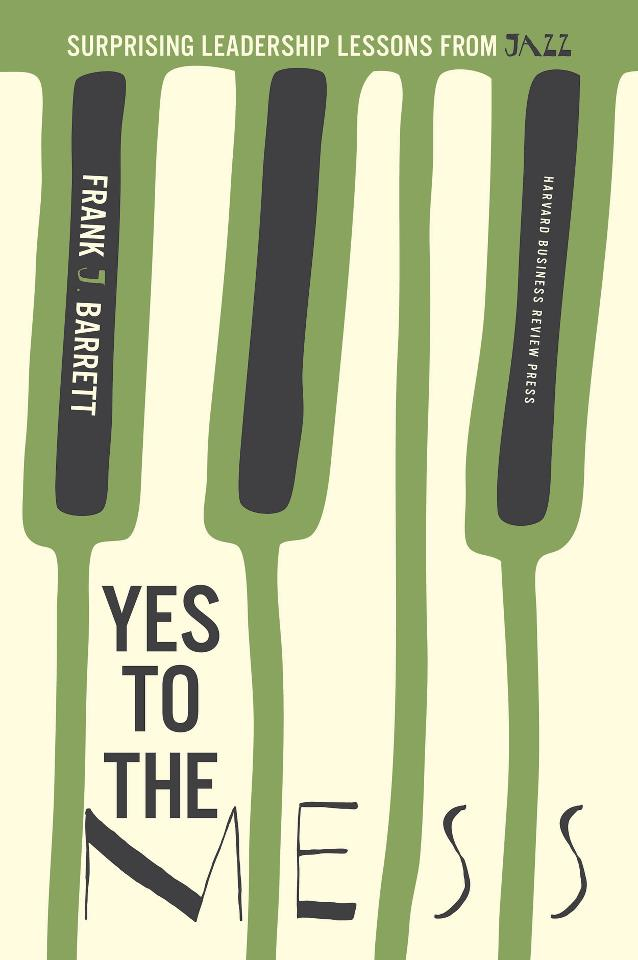 SURPRISING LEADERSHIP LESSONS FROM JAZZ
FRANK J. BARRETT
HARVARD BUSINESS REVIEW PRESS
YES
TO
THE
MESS